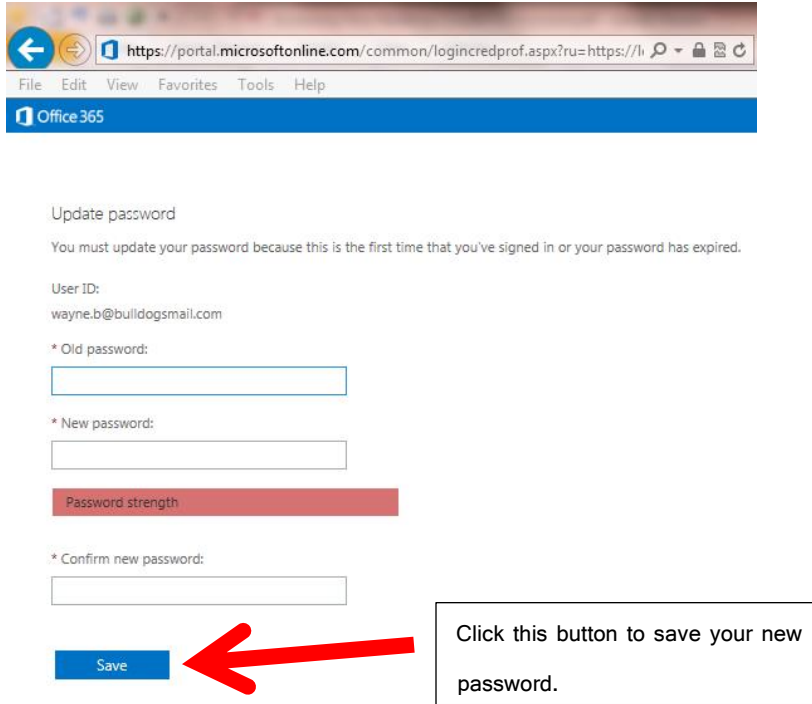 https://portal.microsoftonline.com/common/logincredprof.aspx?ru=https://l
File Edit View Favorites Tools Help
Office 365
Update password
You must update your password because this is the first time that you've signed in or your password has expired.
User ID:
wayne.b@bulldogsmail.com
* Old password:
* New password:
Password strength
* Confirm new password:
Save
Click this button to save your new
password.